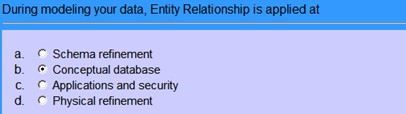 During modeling your data, Entity Relationship is applied at
a. Schema refinement
b. Conceptual database
c. Applications and security
d. Physical refinement